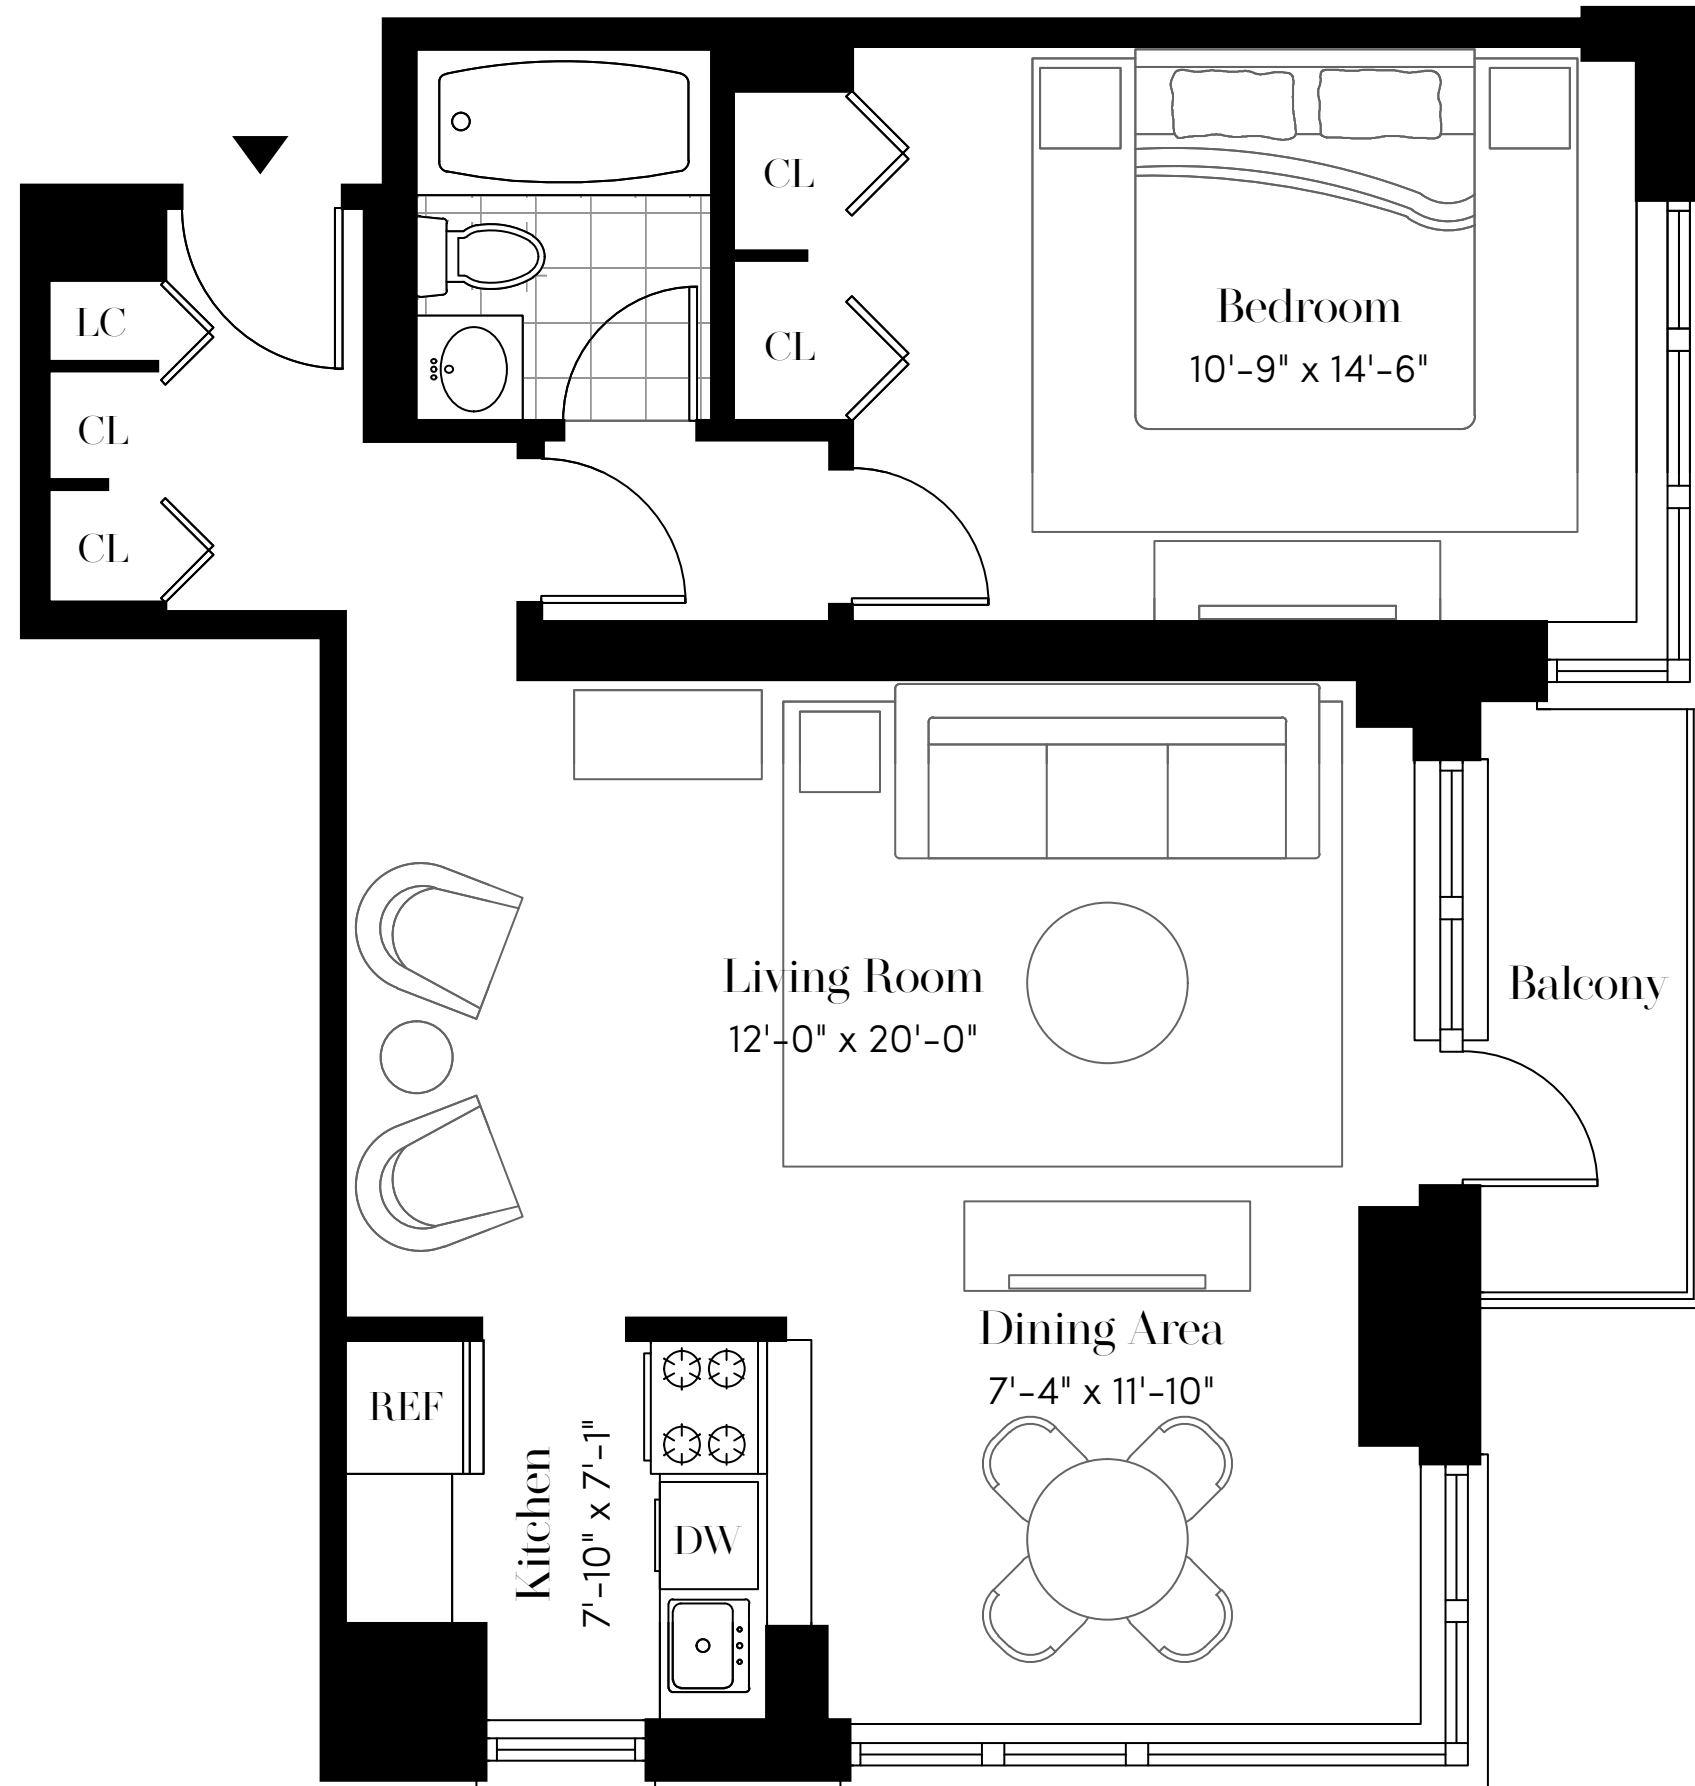 CL
LC
CL
CL
CL
Bedroom
10'-9" x 14'-6"
Living Room
12'-0" x 20'-0"
Balcony
Dining Area
7'-4" x 11'-10"
REF
Kitchen
7'-10" x 7'-1"
DW